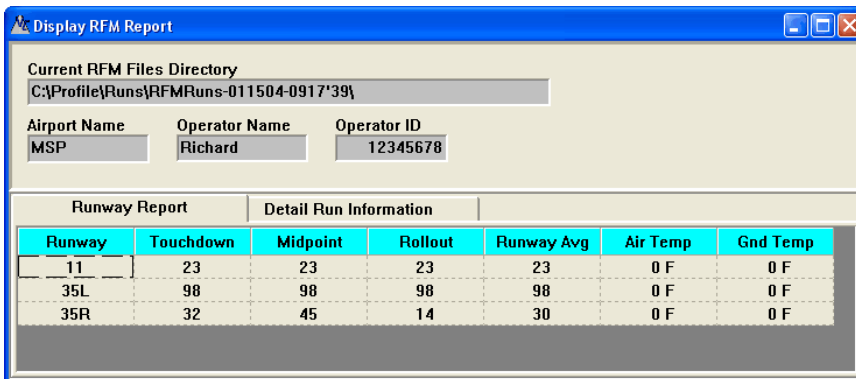 Display RFM Report
Current RFM Files Directory
C:\Profile\Runs\RFMRuns-011504-0917'39\
Airport Name Operator Name Operator ID
MSP Richard 12345678
Runway Report Detail Run Information
Runway Touchdown Midpoint Rollout Runway Avg Air Temp Gnd Temp
11 23 23 23 23 0 F 0 F
35L 98 98 98 98 0 F 0 F
35R 32 45 14 30 0 F 0 F